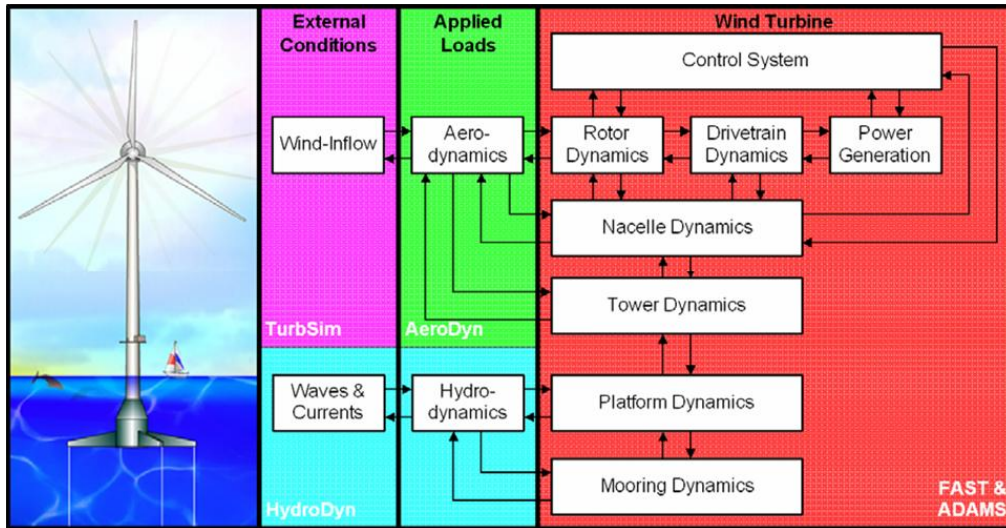 External
Conditions
Applied
Loads
Wind Turbine
Control System
Wind-Inflow
Aero-
dynamics
Rotor
Dynamics
Drivetrain
Dynamics
Power
Generation
Nacelle Dynamics
Tower Dynamics
TurbSim
AeroDyn
Waves &
Currents
Hydro-
dynamics
Platform Dynamics
Mooring Dynamics
HydroDyn
FAST &
ADAMS